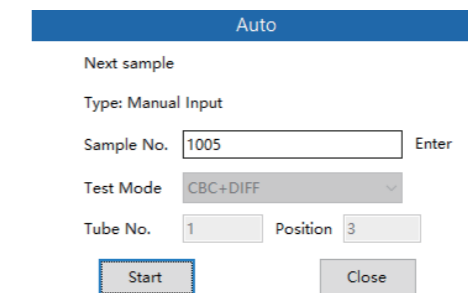 Auto
Next sample
Type: Manual Input
Sample No. 1005 Enter
Test Mode CBC+DIFF
Tube No. 1 Position 3
Start Close